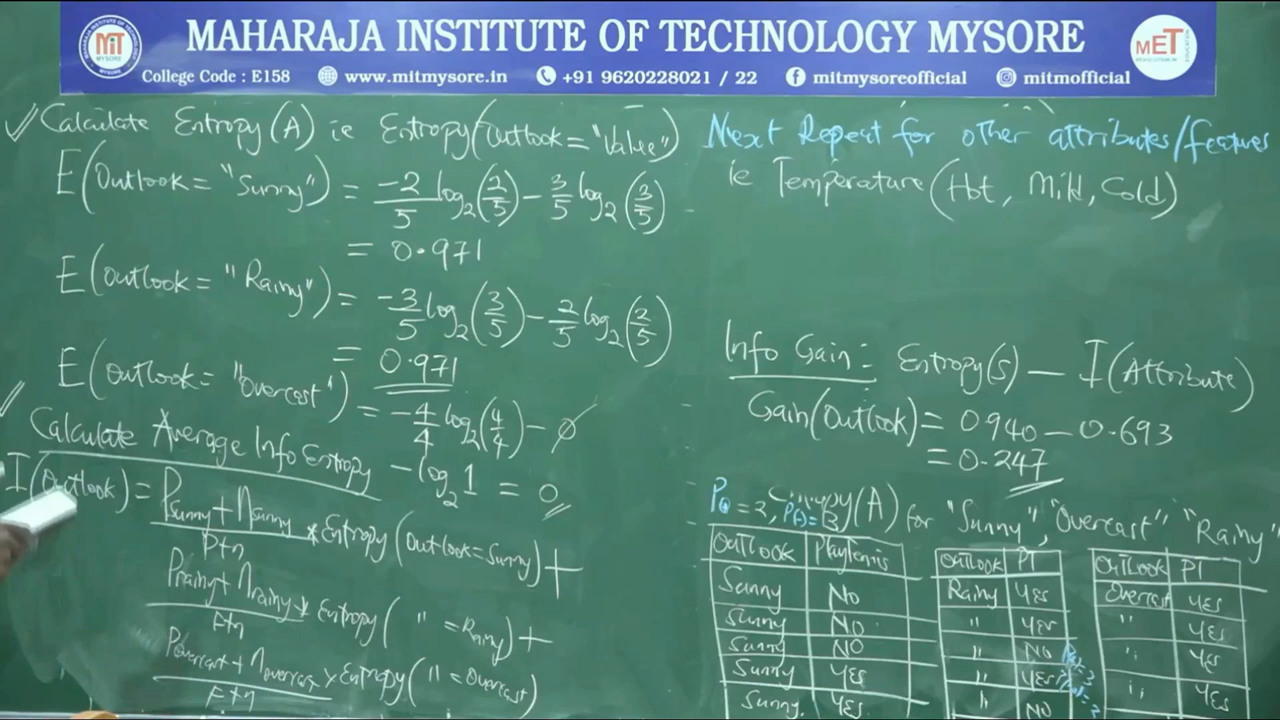 MAHARAJA INSTITUTE OF TECHNOLOGY MYSORE
MiT
MYSORE
MET
College Code : E158 www.mitmysore.in +91 9620228021 / 22 mitmysoreofficial mitmofficial
Calculate Entropy(A) ie Entropy(Outlook = "Value")
E(Outlook = "Sunny") = -2/5 log2(2/5) - 3/5 log2(3/5)
= 0.971
E(Outlook = "Rainy") = -3/5 log2(3/5) - 2/5 log2(2/5)
= 0.971
E(Outlook = "Overcast") = -4/4 log2(4/4) - 0
- log2 1 = 0
Calculate Average Info Entropy
I(Outlook) = Psunny + nsunny / P+n * Entropy(Outlook = Sunny) +
Prainy + nrainy / P+n * Entropy( " = Rainy) +
Povercast + novercast / P+n * Entropy( " = Overcast)
Next Repeat for other attributes/features
ie Temperature (Hot, Mild, Cold)
Info Gain: Entropy(S) - I(Attribute)
Gain(Outlook) = 0.940 - 0.693
= 0.247
Entropy(A) for "Sunny", "Overcast" "Rainy"
Outlook PlayTennis
Sunny NO
Sunny NO
Sunny NO
Sunny YES
Sunny YES
Outlook PT
Rainy YES
" YES
" NO
" YES
" NO
Outlook PT
Overcast YES
" YES
" YES
" YES